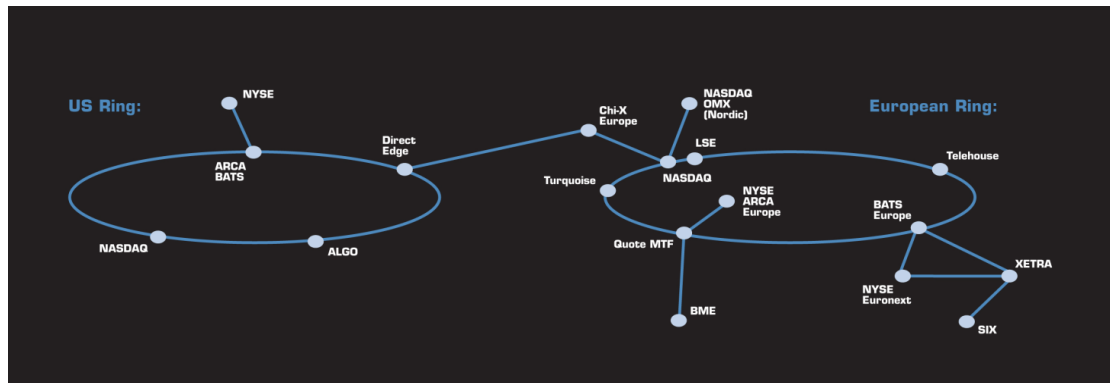 US Ring:
NYSE
ARCA
BATS
Direct
Edge
NASDAQ
ALGO
Chi-X
Europe
NASDAQ
OMX
(Nordic)
European Ring:
LSE
NASDAQ
Turquoise
Telehouse
NYSE
ARCA
Europe
BATS
Europe
Quote MTF
XETRA
NYSE
Euronext
BME
SIX